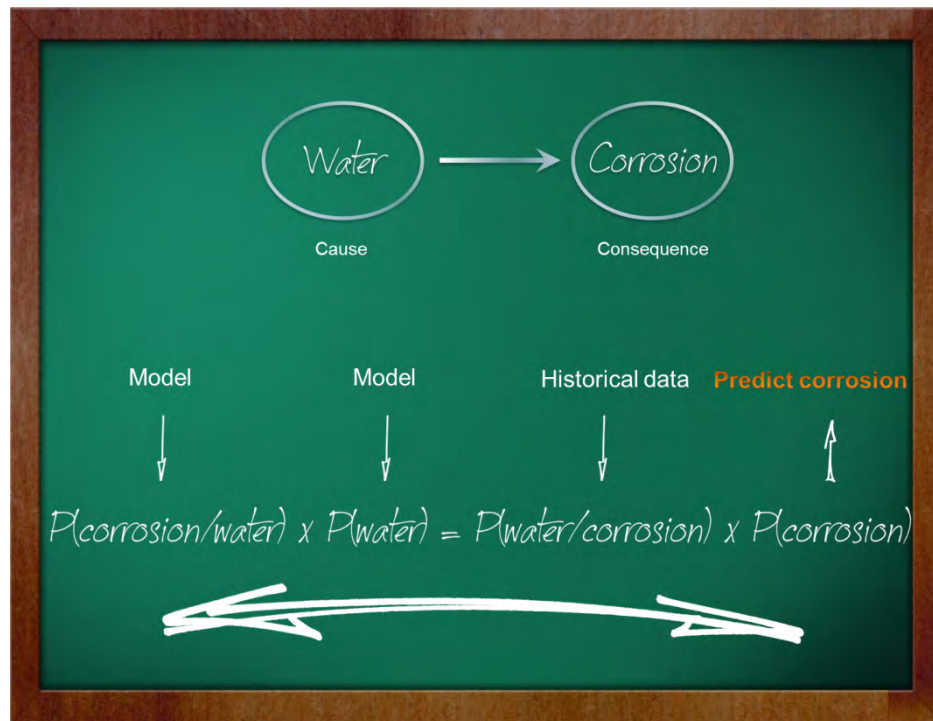 Water
Corrosion
Cause
Consequence
Model
Model
Historical data
Predict corrosion
P(corrosion/water) x P(water) = P(water/corrosion) x P(corrosion)